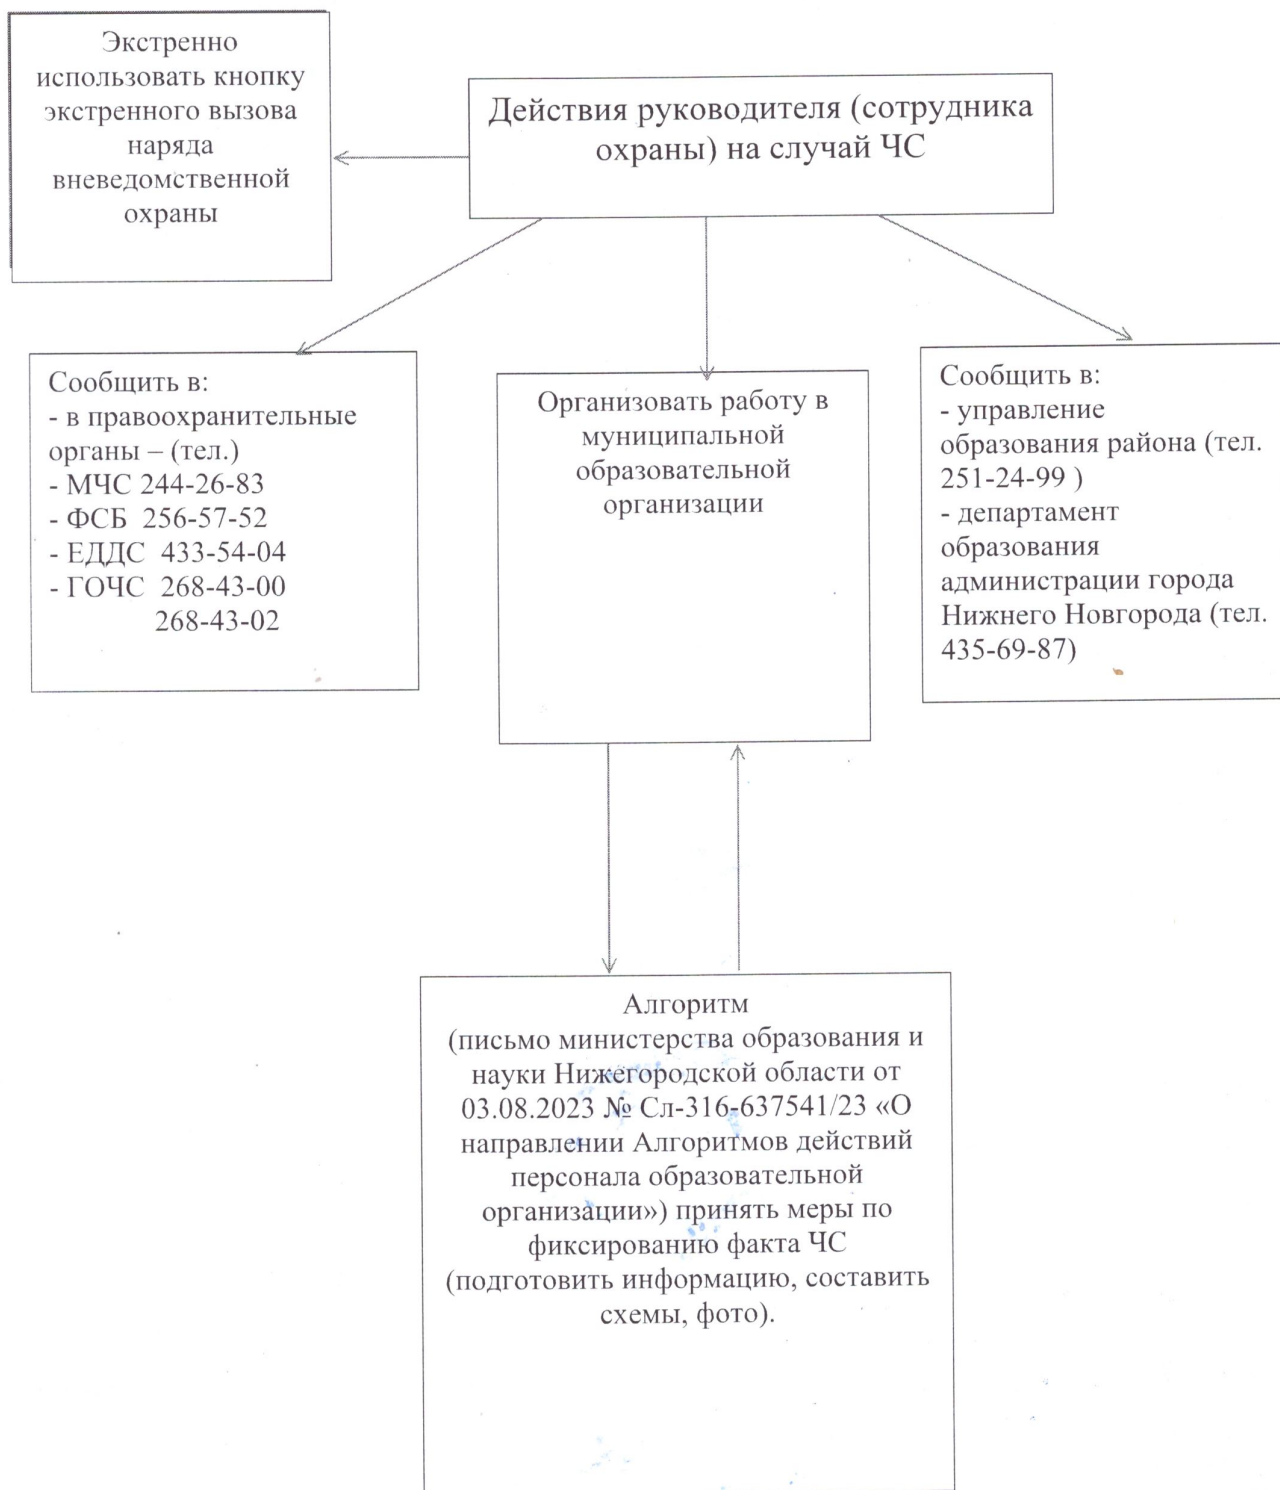 Экстренно
использовать кнопку
экстренного вызова
наряда
вневедомственной
охраны
Действия руководителя (сотрудника
охраны) на случай ЧС
Сообщить в:
- в правоохранительные
органы – (тел.)
- МЧС 244-26-83
- ФСБ 256-57-52
- ЕДДС 433-54-04
- ГОЧС 268-43-00
268-43-02
Организовать работу в
муниципальной
образовательной
организации
Сообщить в:
- управление
образования района (тел.
251-24-99 )
- департамент
образования
администрации города
Нижнего Новгорода (тел.
435-69-87)
Алгоритм
(письмо министерства образования и
науки Нижегородской области от
03.08.2023 № Сл-316-637541/23 «О
направлении Алгоритмов действий
персонала образовательной
организации») принять меры по
фиксированию факта ЧС
(подготовить информацию, составить
схемы, фото).